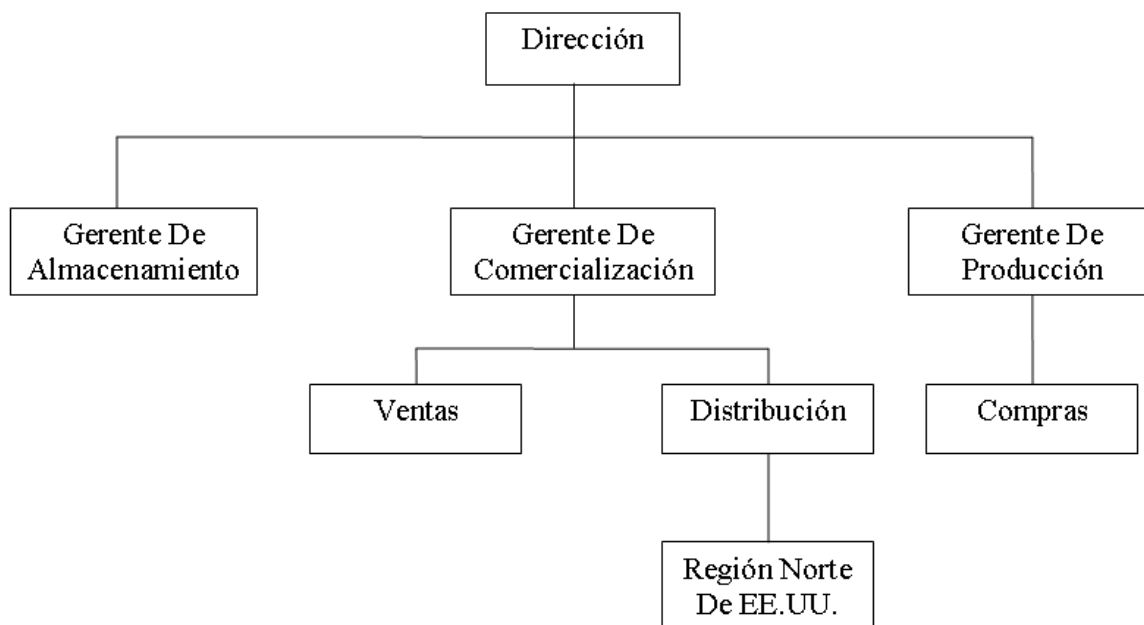 Dirección
Gerente De
Almacenamiento
Gerente De
Comercialización
Gerente De
Producción
Ventas
Distribución
Compras
Región Norte
De EE.UU.